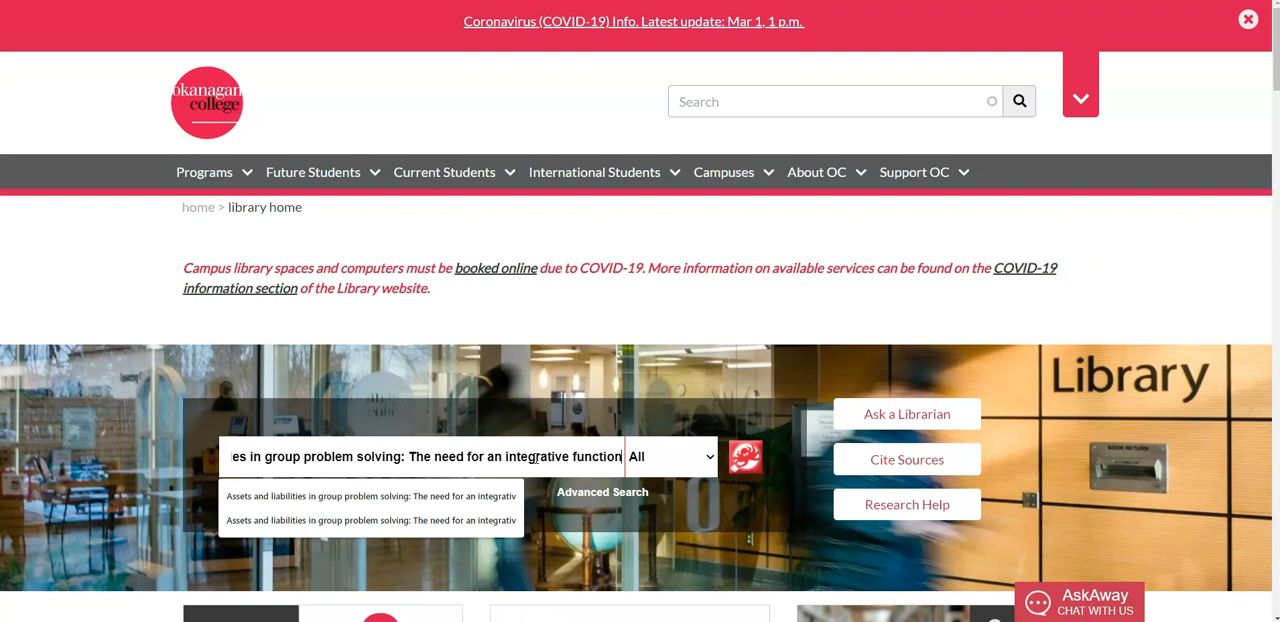 Coronavirus (COVID-19) Info. Latest update: Mar 1, 1 p.m.
okanagan
college
Search
Programs Future Students Current Students International Students Campuses About OC Support OC
home > library home
Campus library spaces and computers must be booked online due to COVID-19. More information on available services can be found on the COVID-19
information section of the Library website.
Library
Ask a Librarian
es in group problem solving: The need for an integrative function All
BOOK RETURN
Cite Sources
Assets and liabilities in group problem solving: The need for an integrativ
Advanced Search
Research Help
Assets and liabilities in group problem solving: The need for an integrativ
AskAway
CHAT WITH US